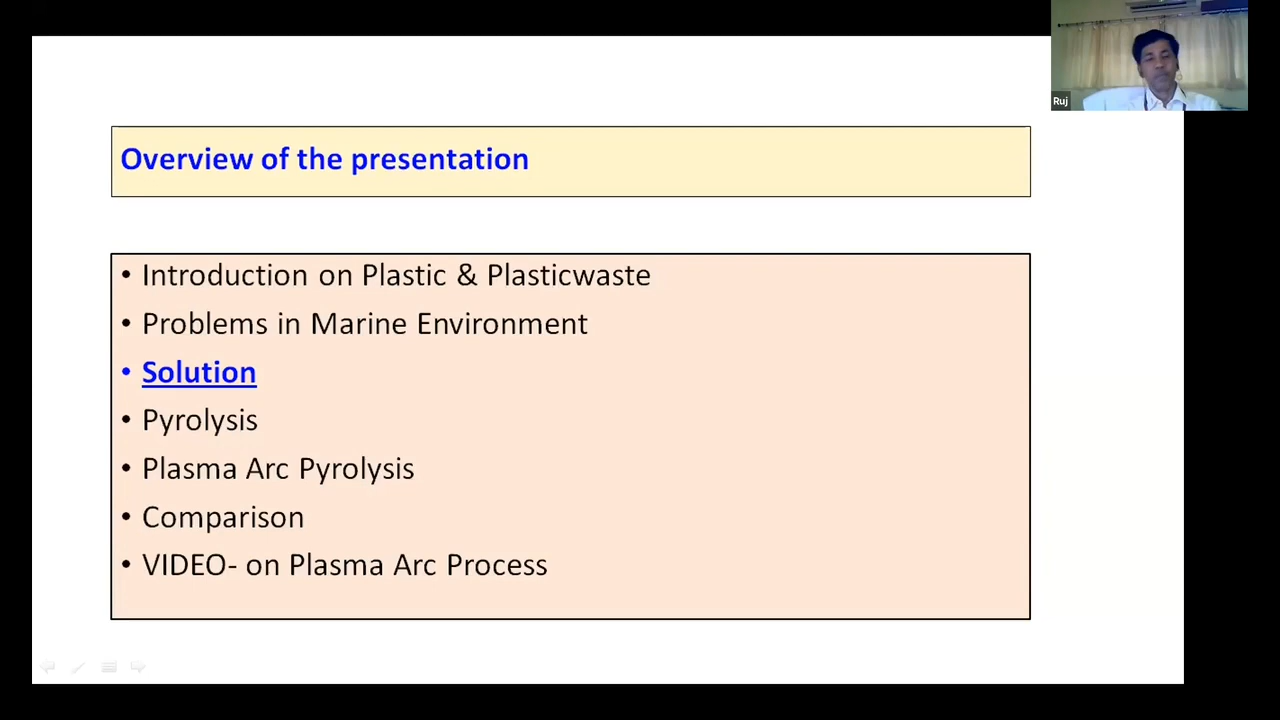 Ruj
Overview of the presentation
• Introduction on Plastic & Plasticwaste
• Problems in Marine Environment
• Solution
• Pyrolysis
• Plasma Arc Pyrolysis
• Comparison
• VIDEO- on Plasma Arc Process